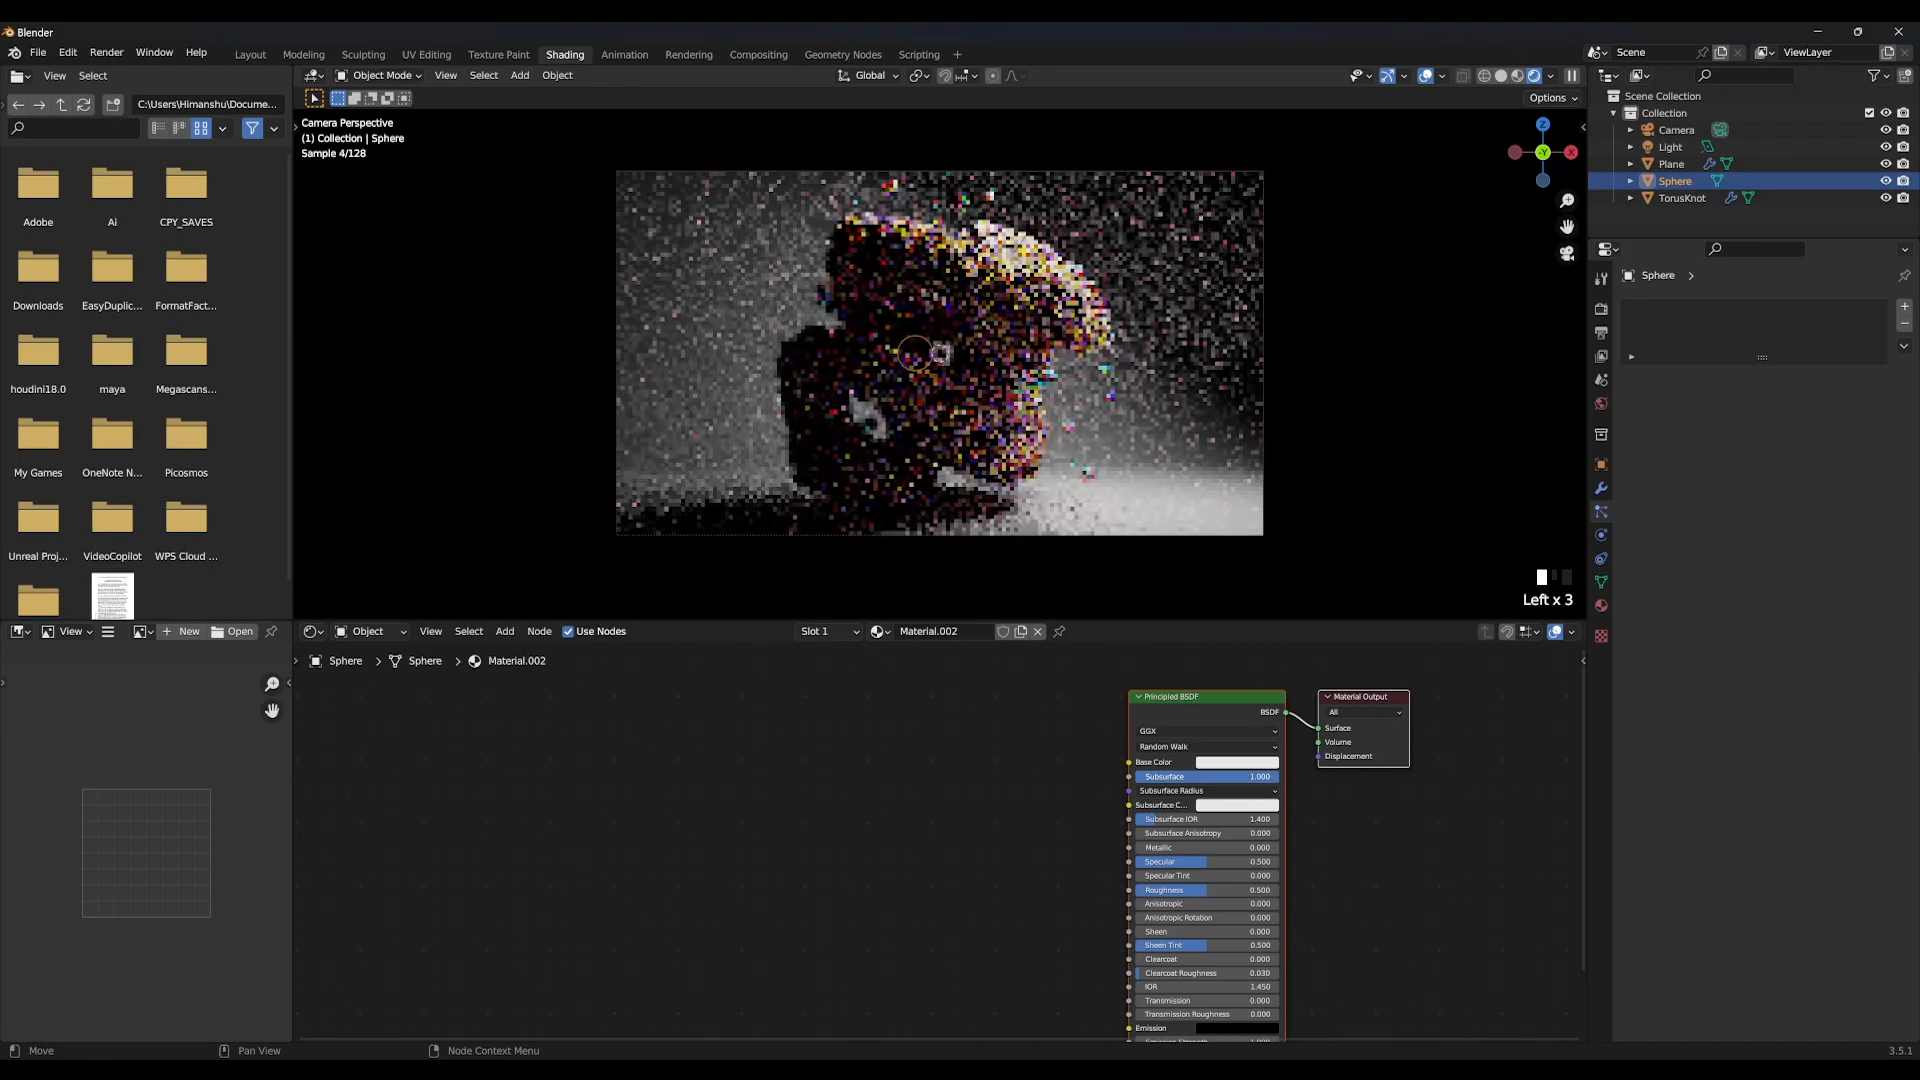 Blender
File Edit Render Window Help
Layout Modeling Sculpting UV Editing Texture Paint Shading Animation Rendering Compositing Geometry Nodes Scripting +
Scene
ViewLayer
View Select
Object Mode View Select Add Object
Global
C:\Users\Himanshu\Docume...
Options
Camera Perspective
(1) Collection | Sphere
Sample 4/128
Z
-Y
X
Scene Collection
Collection
Camera
Light
Plane
Sphere
TorusKnot
Sphere
Adobe
Ai
CPY_SAVES
Downloads
EasyDuplic...
FormatFact...
houdini18.0
maya
Megascans...
My Games
OneNote N...
Picosmos
Unreal Proj...
VideoCopilot
WPS Cloud ...
Left x 3
View
New
Open
Object View Select Add Node Use Nodes
Slot 1
Material.002
Sphere > Sphere > Material.002
Principled BSDF
BSDF
GGX
Random Walk
Base Color
Subsurface 1.000
Subsurface Radius
Subsurface C...
Subsurface IOR 1.400
Subsurface Anisotropy 0.000
Metallic 0.000
Specular 0.500
Specular Tint 0.000
Roughness 0.500
Anisotropic 0.000
Anisotropic Rotation 0.000
Sheen 0.000
Sheen Tint 0.500
Clearcoat 0.000
Clearcoat Roughness 0.030
IOR 1.450
Transmission 0.000
Transmission Roughness 0.000
Emission
Material Output
All
Surface
Volume
Displacement
Move
Pan View
Node Context Menu
3.5.1